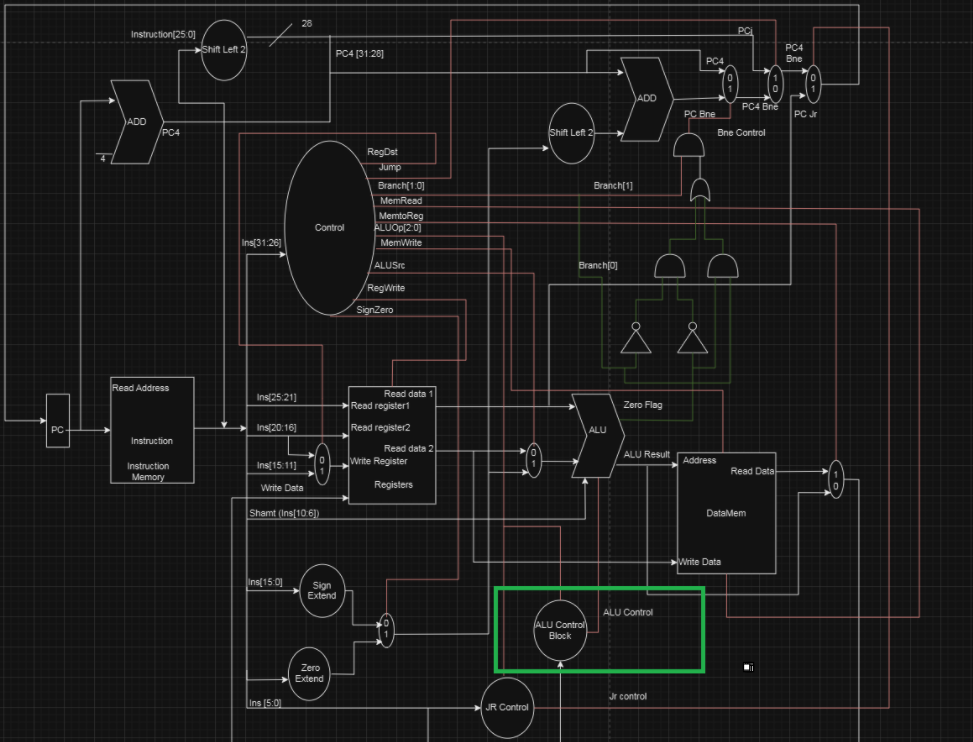 Instruction[25:0]
28
Shift Left 2
PC4 [31:28]
PCj
PC4
Bne
PC4
0
1
1
0
0
1
ADD
PC4
4
ADD
PC4 Bne
PC Jr
PC Bne
Bne Control
Shift Left 2
RegDst
Jump
Branch[1:0]
Branch[1]
MemRead
MemtoReg
ALUOp[2:0]
MemWrite
Control
Ins[31:26]
ALUSrc
Branch[0]
RegWrite
SignZero
Read Address
Instruction
Instruction
Memory
PC
Ins[25:21]
Ins[20:16]
Ins[15:11]
0
1
Write Data
Read data 1
Read register1
Read register2
Read data 2
Write Register
Registers
0
1
ALU
Zero Flag
ALU Result
Address
Read Data
DataMem
Write Data
1
0
Shamt (Ins[10:6])
Ins[15:0]
Sign
Extend
0
1
Zero
Extend
Ins [5:0]
ALU Control
Block
ALU Control
JR Control
Jr control